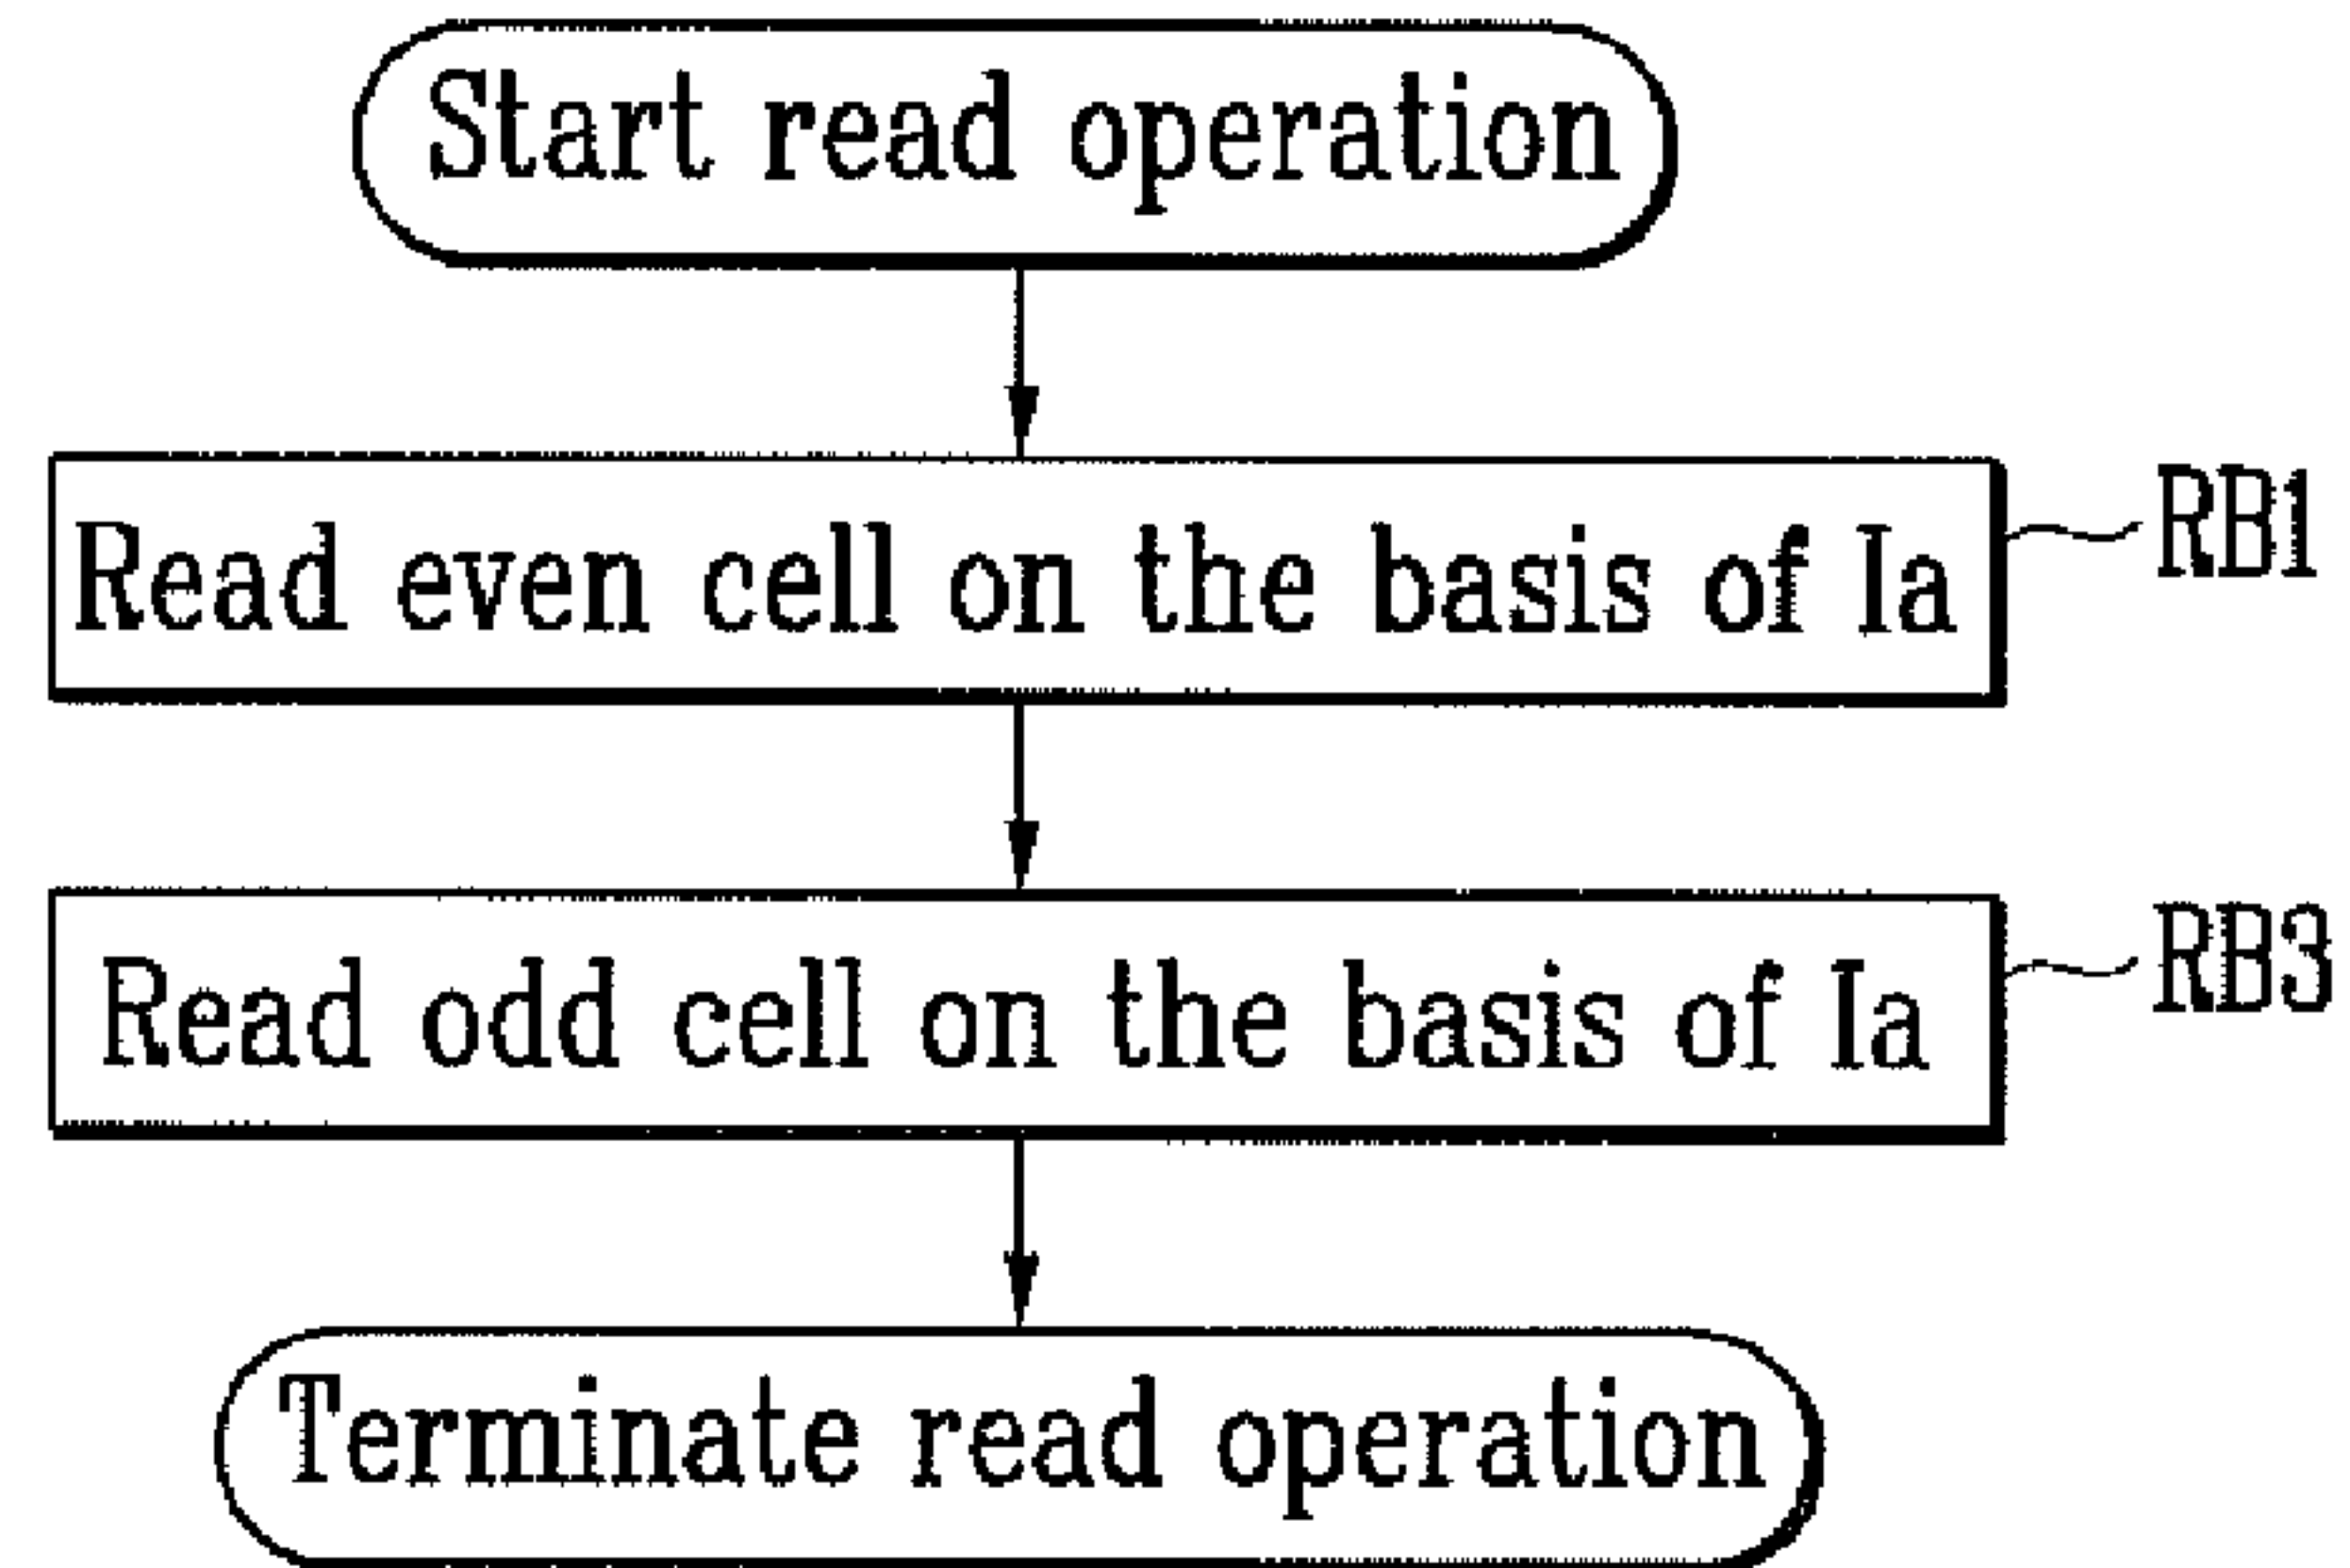 Start read operation
Read even cell on the basis of Ia
RB1
Read odd cell on the basis of Ia
RB3
Terminate read operation